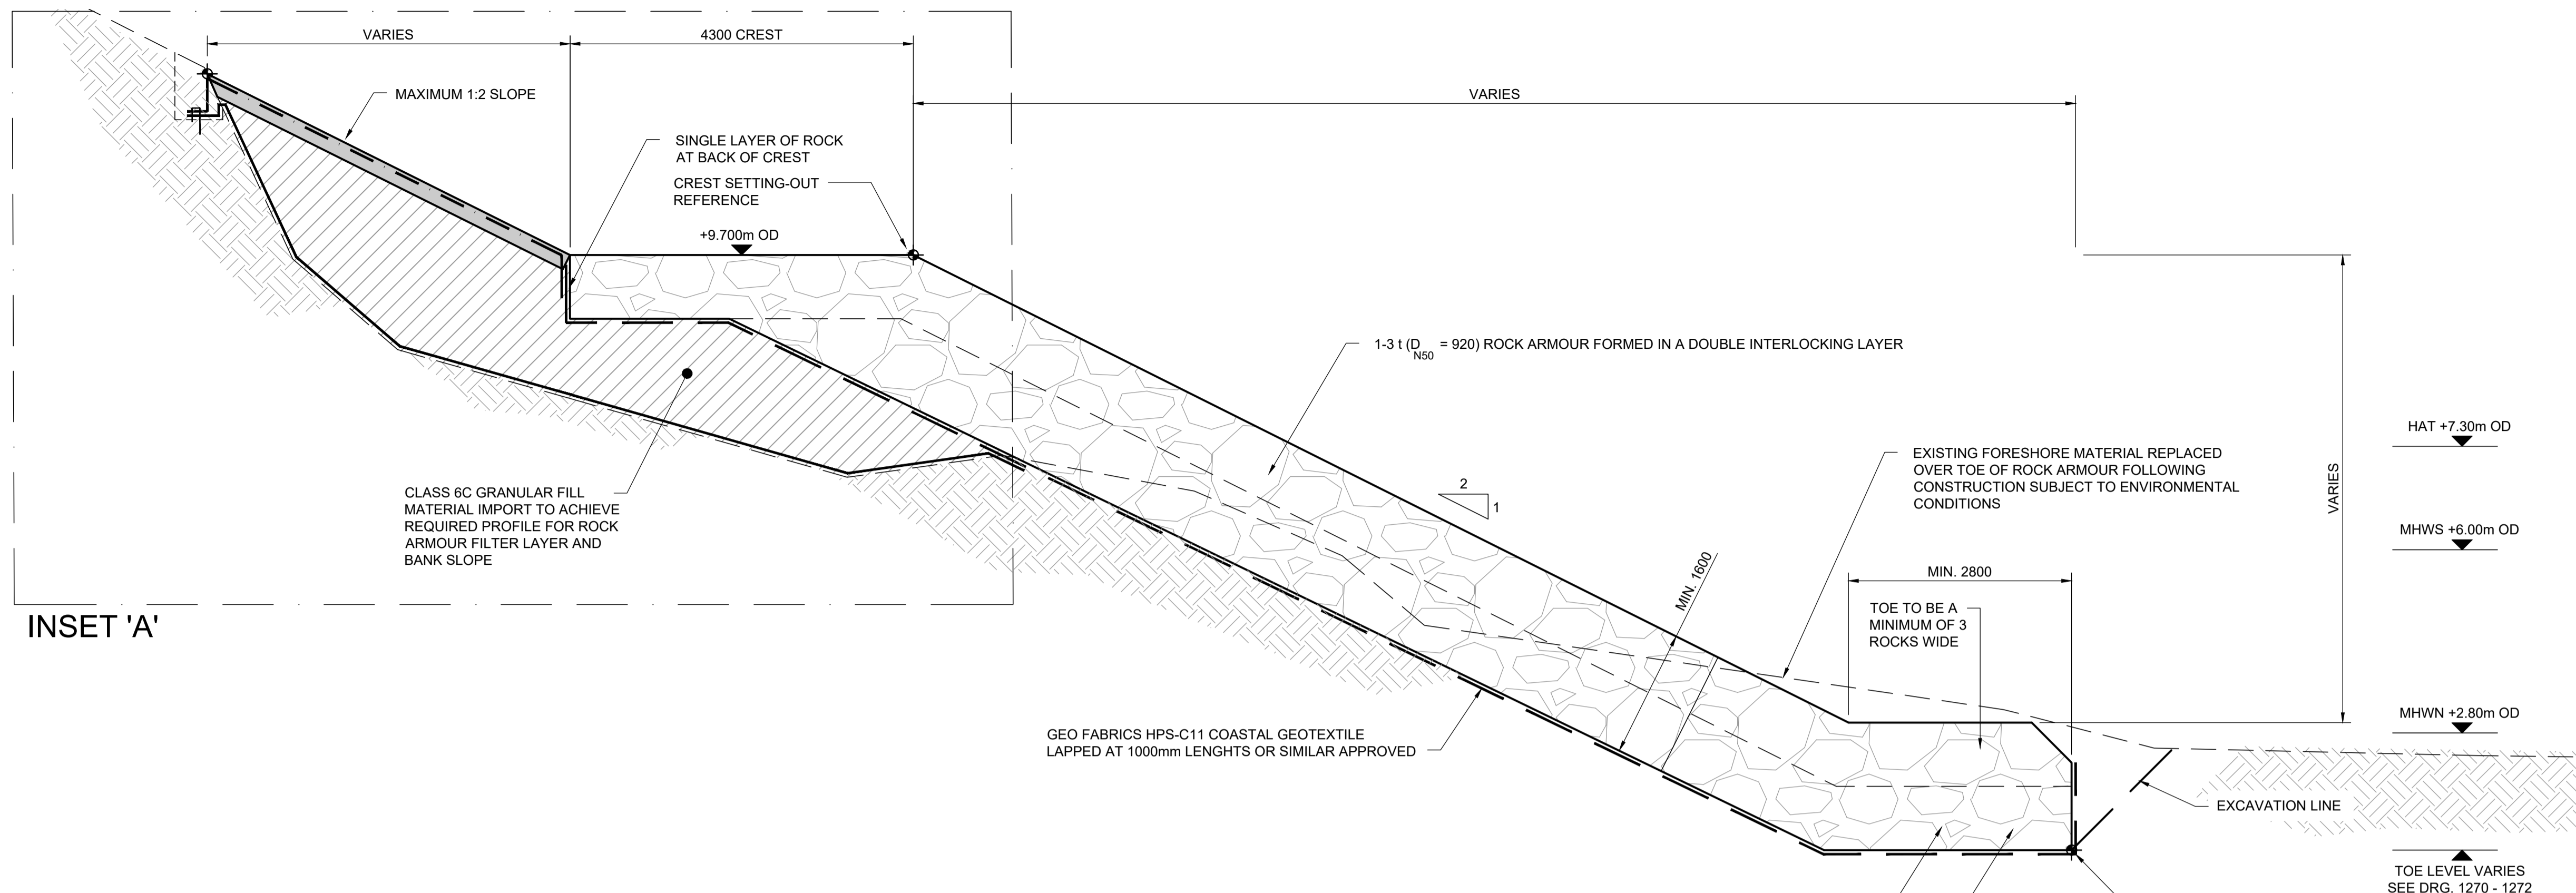 VARIES
4300 CREST
MAXIMUM 1:2 SLOPE
VARIES
SINGLE LAYER OF ROCK
AT BACK OF CREST
CREST SETTING-OUT
REFERENCE
+9.700m OD
1-3 t (DN50 = 920) ROCK ARMOUR FORMED IN A DOUBLE INTERLOCKING LAYER
HAT +7.30m OD
EXISTING FORESHORE MATERIAL REPLACED
OVER TOE OF ROCK ARMOUR FOLLOWING
CONSTRUCTION SUBJECT TO ENVIRONMENTAL
CONDITIONS
VARIES
2
1
CLASS 6C GRANULAR FILL
MATERIAL IMPORT TO ACHIEVE
REQUIRED PROFILE FOR ROCK
ARMOUR FILTER LAYER AND
BANK SLOPE
MHWS +6.00m OD
MIN. 1600
MIN. 2800
TOE TO BE A
MINIMUM OF 3
ROCKS WIDE
INSET 'A'
MHWN +2.80m OD
GEO FABRICS HPS-C11 COASTAL GEOTEXTILE
LAPPED AT 1000mm LENGHTS OR SIMILAR APPROVED
EXCAVATION LINE
TOE LEVEL VARIES
SEE DRG. 1270 - 1272